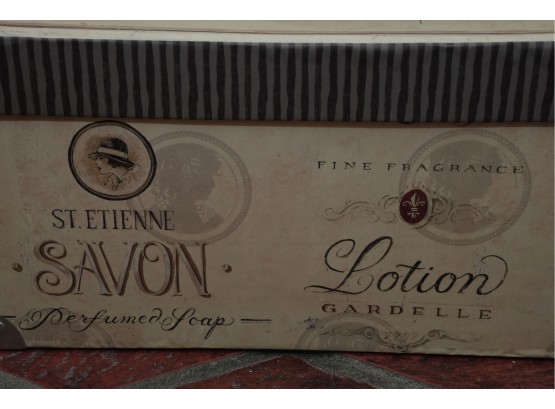 ST. ETIENNE
SAVON
Perfumed Soap
FINE FRAGRANCE
Lotion
GARDELLE